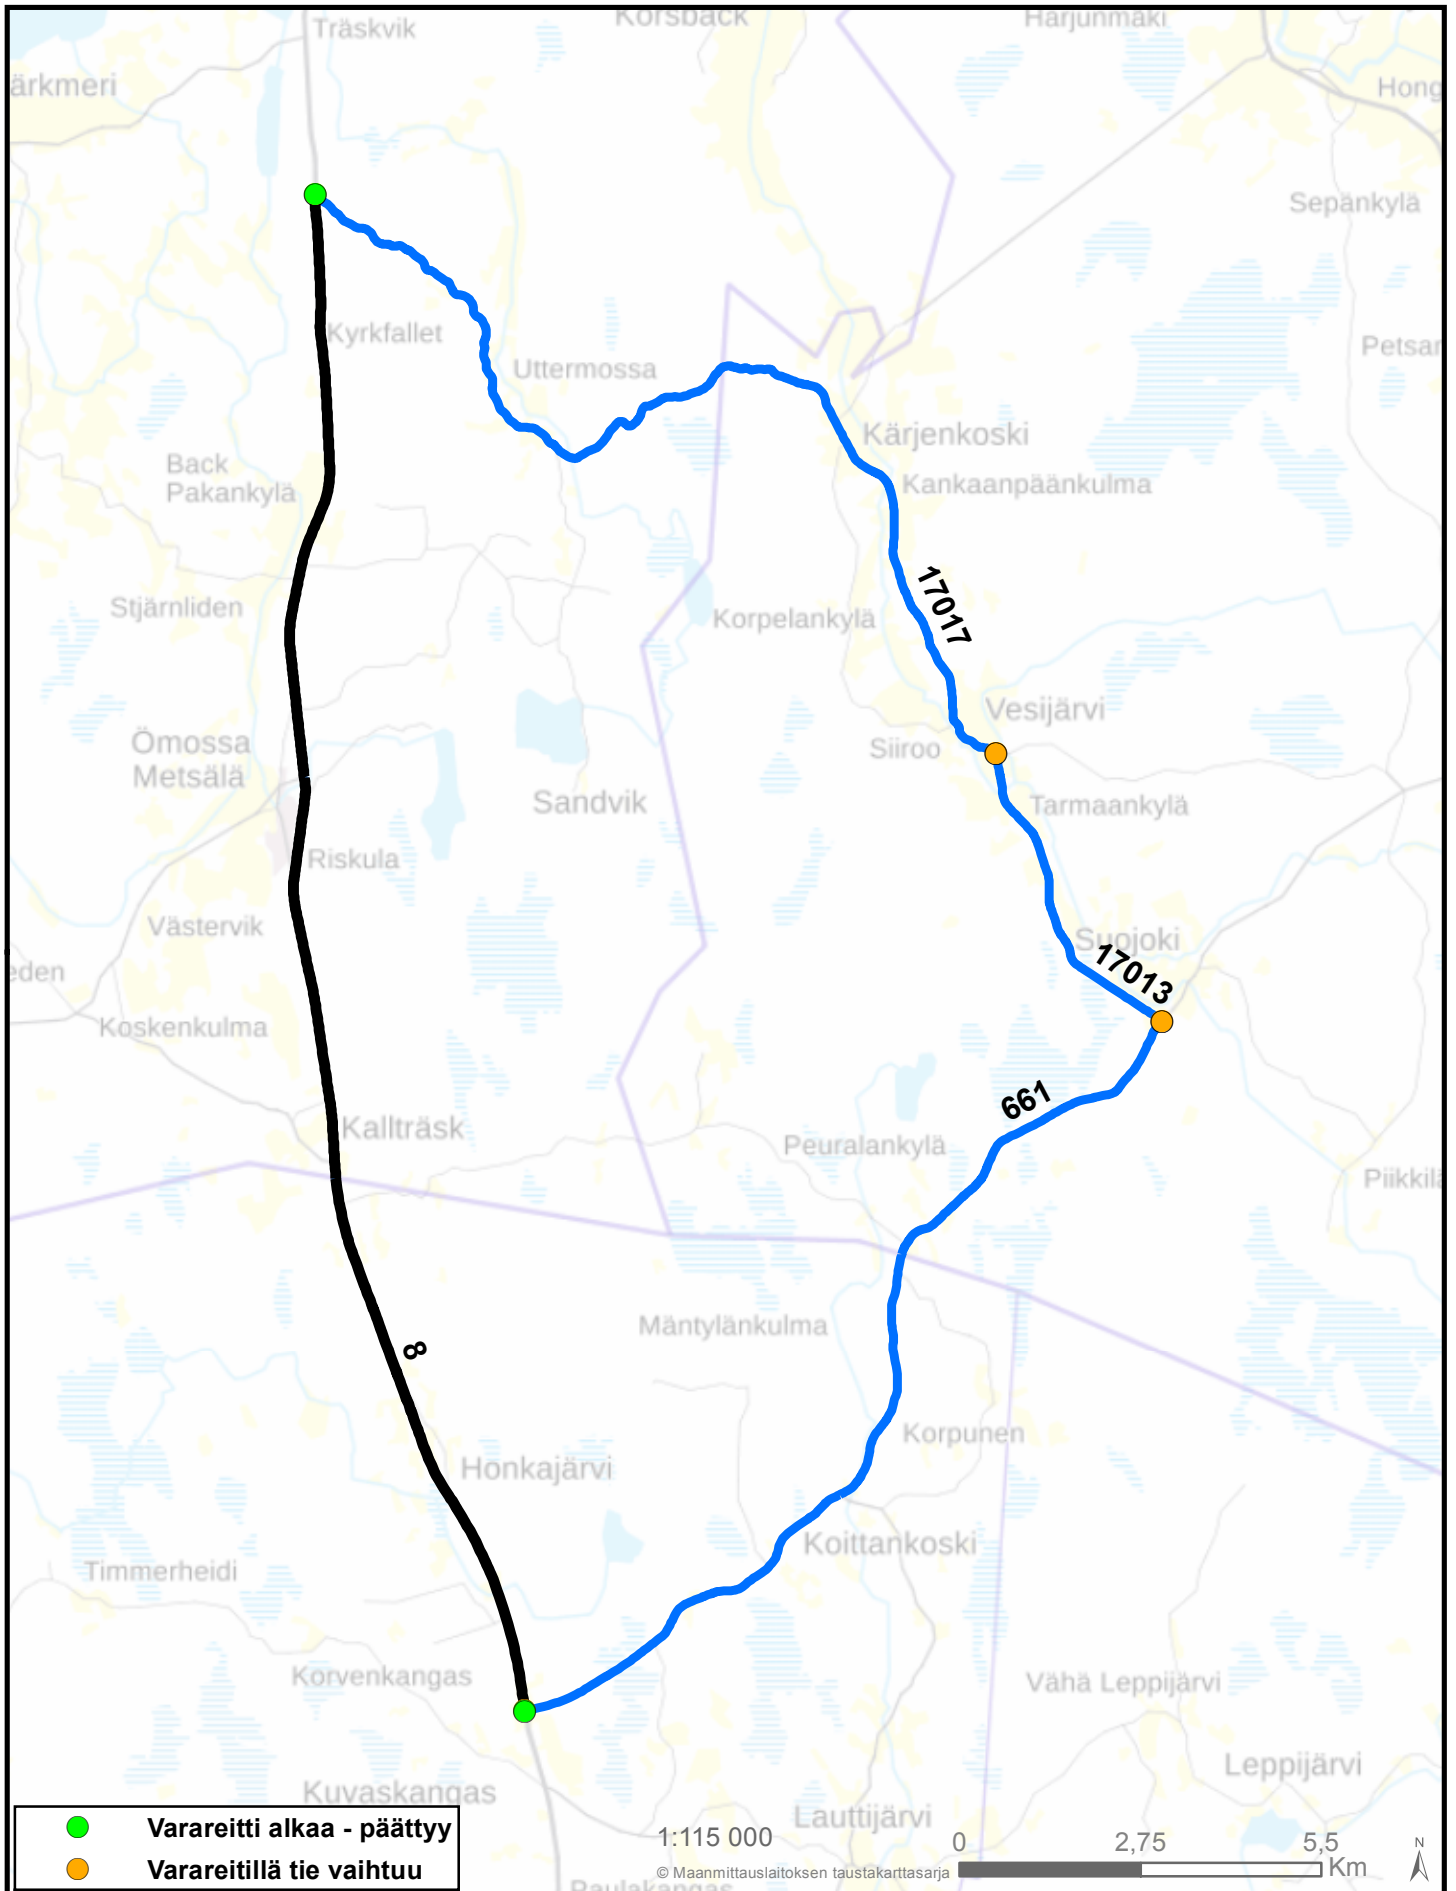 Träskvik
Korsbäck
Harjunmäki
ärkmeri
Hong
Sepänkylä
Kyrkfallet
Uttermossa
Petsar
Kärjenkoski
Back
Pakankylä
Kankaanpäänkulma
17017
Stjärnliden
Korpelankylä
Vesijärvi
Siiroo
Ömossa
Metsälä
Sandvik
Tarmaankylä
Riskula
Västervik
Suojoki
17013
eden
Koskenkulma
661
Kallträsk
Peuralankylä
Piikkilä
Mäntylänkulma
8
Korpunen
Honkajärvi
Koittankoski
Timmerheidi
Korvenkangas
Vähä Leppijärvi
Leppijärvi
Kuvaskangas
Lauttijärvi
Varareitti alkaa - päättyy
Varareitillä tie vaihtuu
1:115 000
0 2,75 5,5
Km
N
© Maanmittauslaitoksen taustakarttasarja
Paulakangas